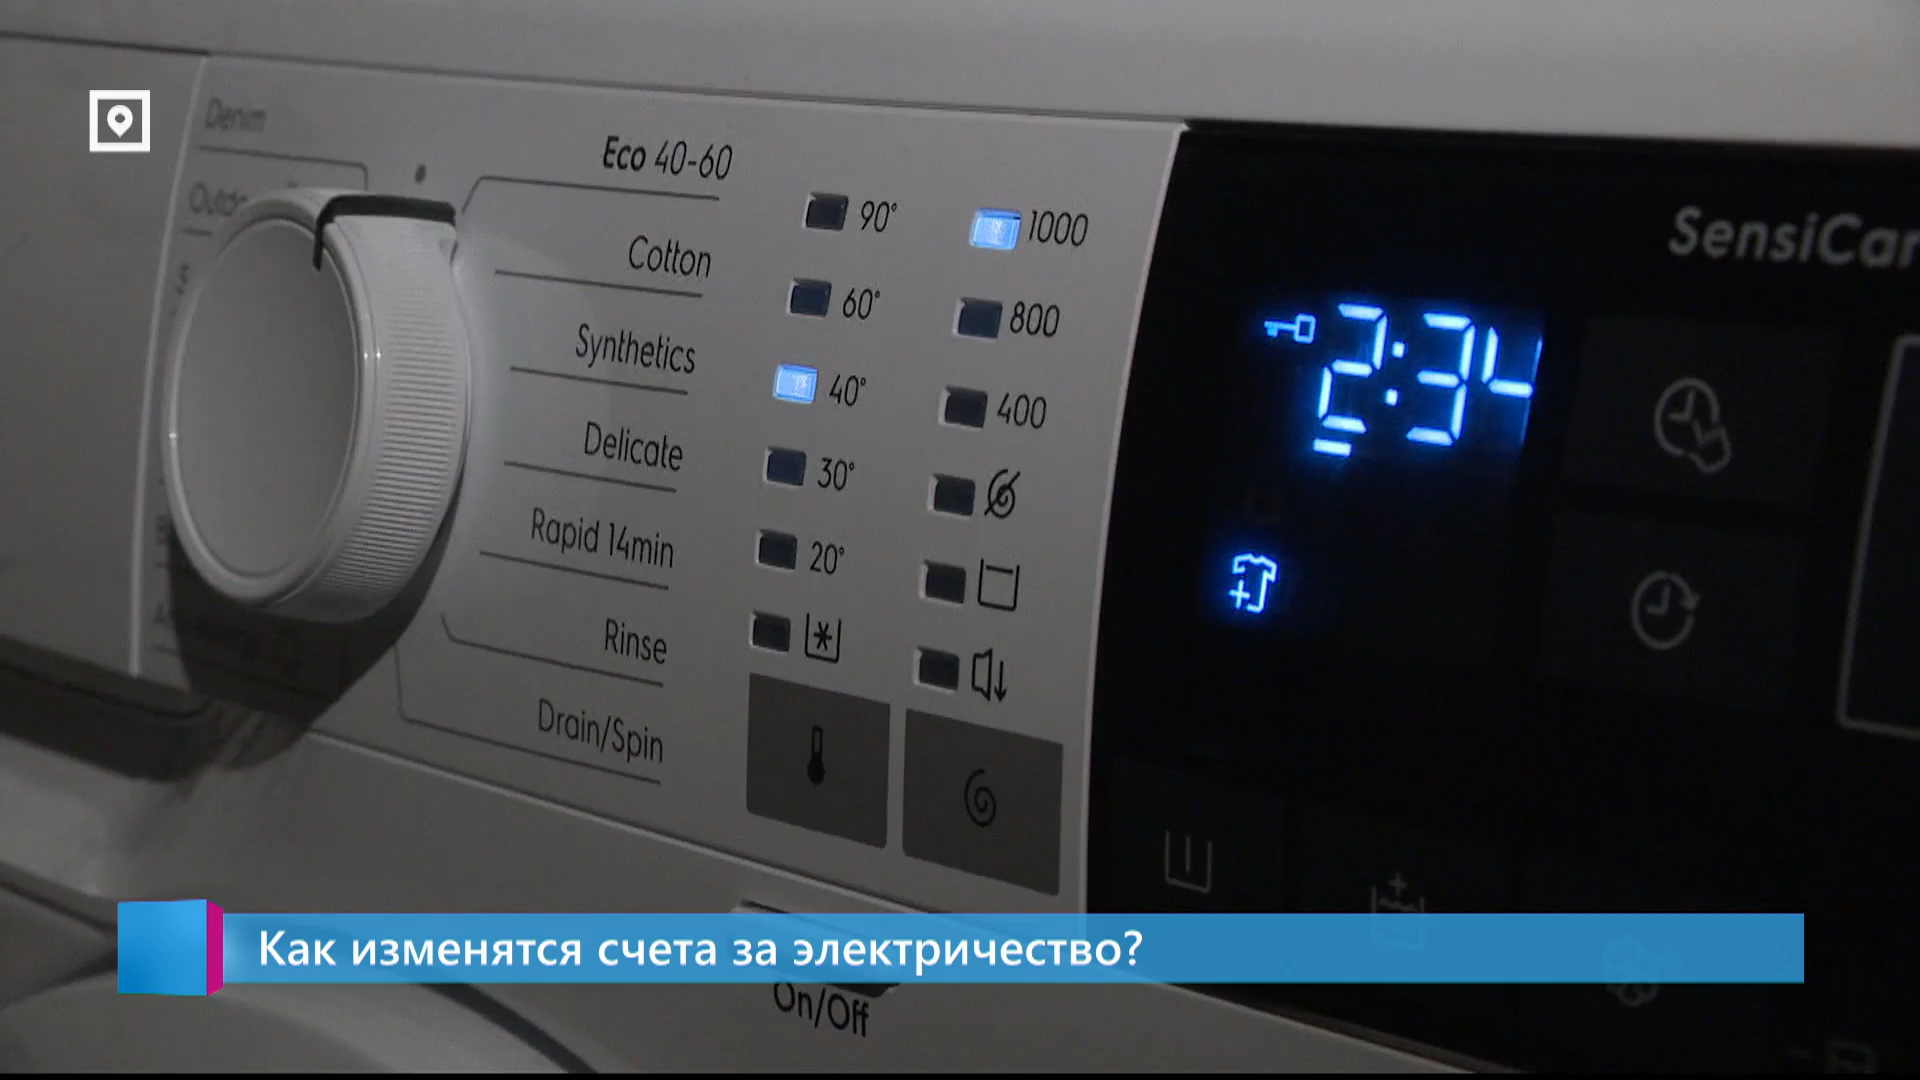 Denim
Eco 40-60
Cotton
Synthetics
Delicate
Rapid 14min
Rinse
Drain/Spin
90°
60°
40°
30°
20°
1000
800
400
SensiCar
2:34
Как изменятся счета за электричество?
On/Off